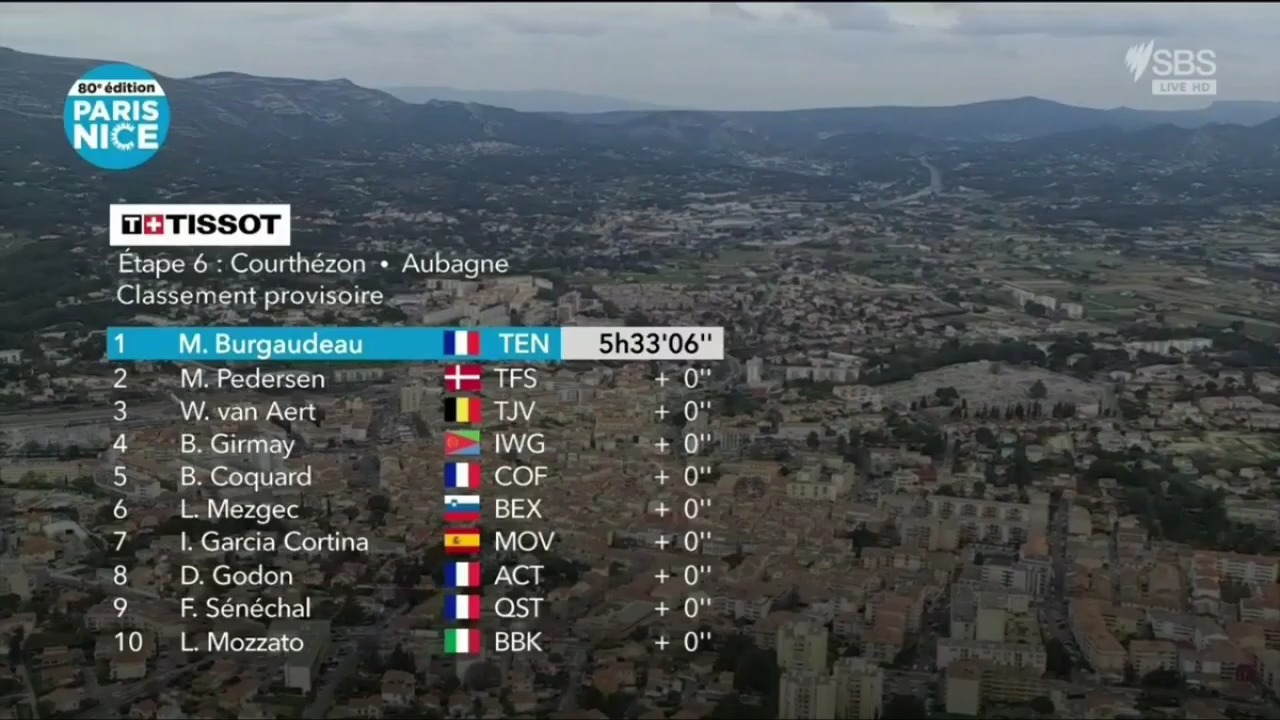 80e édition
PARIS
NICE
SBS
LIVE HD
T+TISSOT
Étape 6 : Courthézon • Aubagne
Classement provisoire
1 M. Burgaudeau TEN 5h33'06''
2 M. Pedersen TFS + 0''
3 W. van Aert TJV + 0''
4 B. Girmay IWG + 0''
5 B. Coquard COF + 0''
6 L. Mezgec BEX + 0''
7 I. Garcia Cortina MOV + 0''
8 D. Godon ACT + 0''
9 F. Sénéchal QST + 0''
10 L. Mozzato BBK + 0''